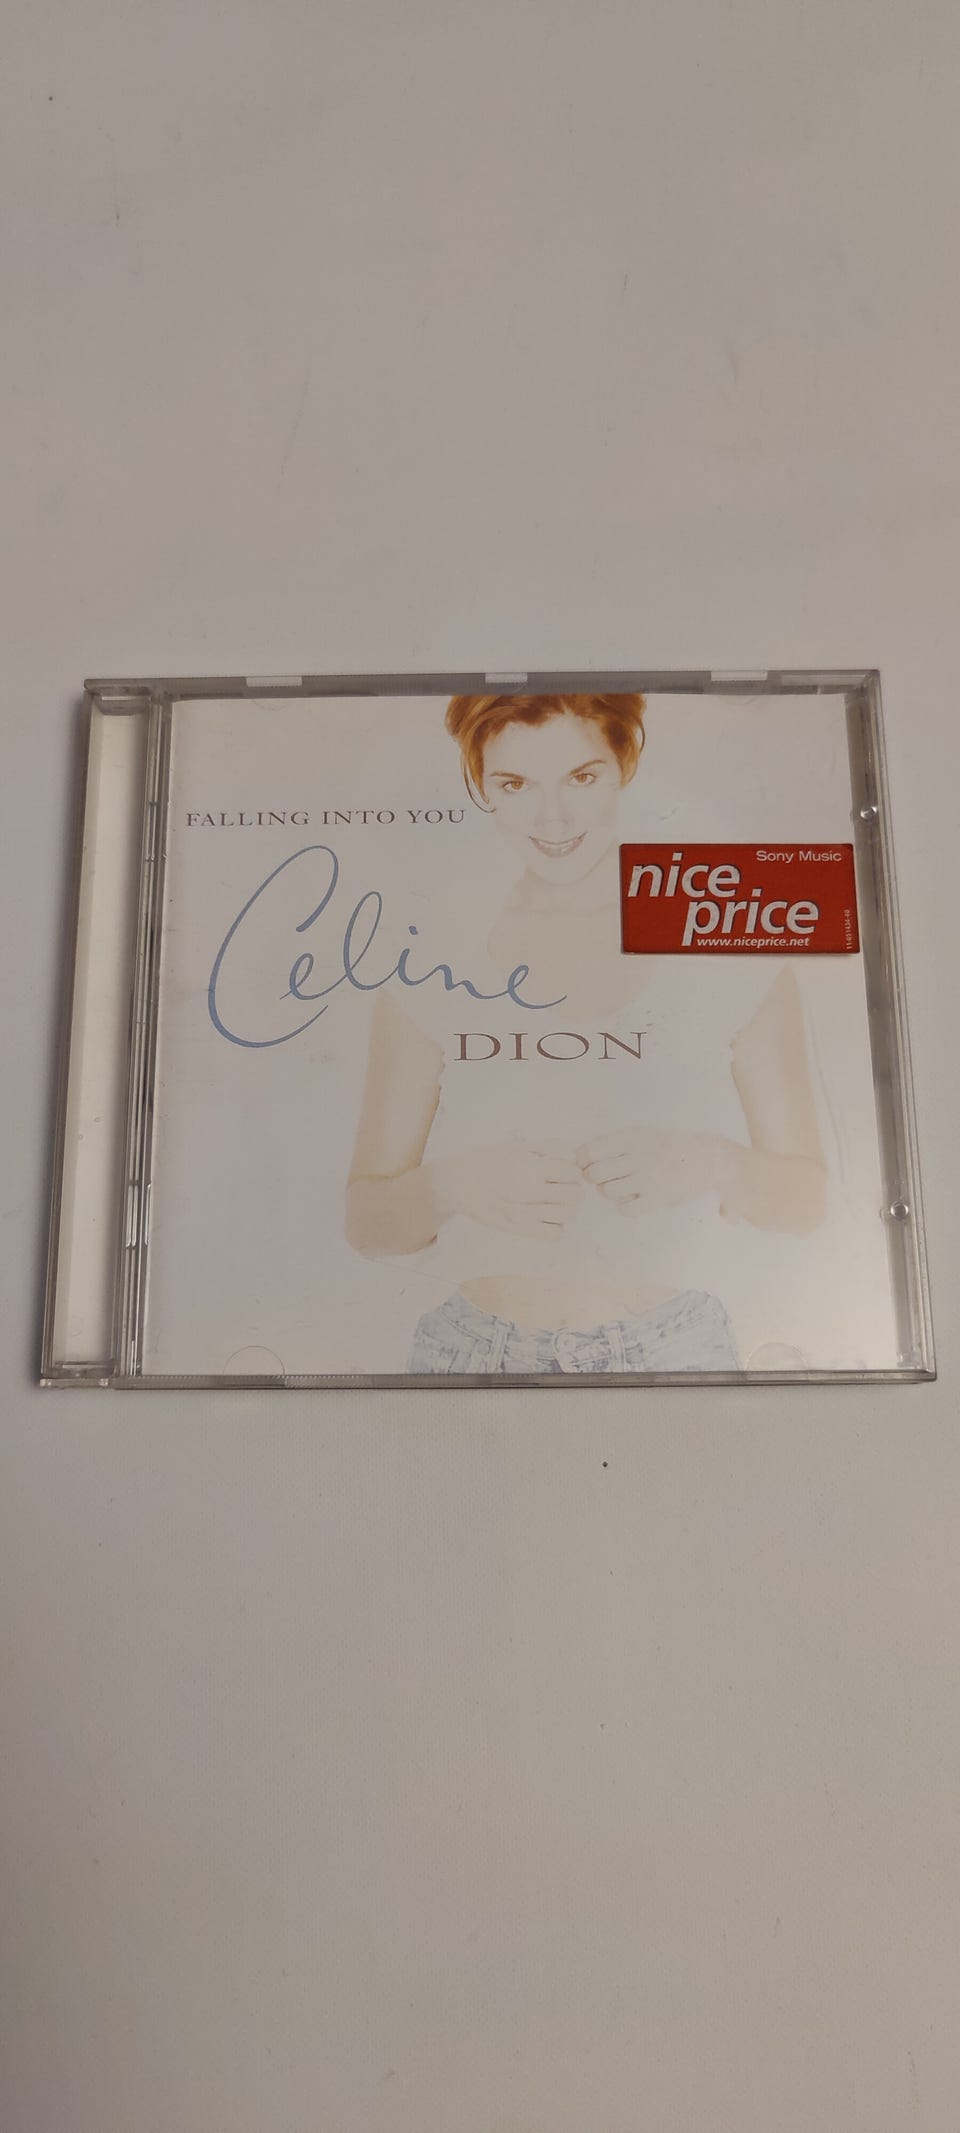 FALLING INTO YOU
Celine
DION
Sony Music
nice
price
www.niceprice.net